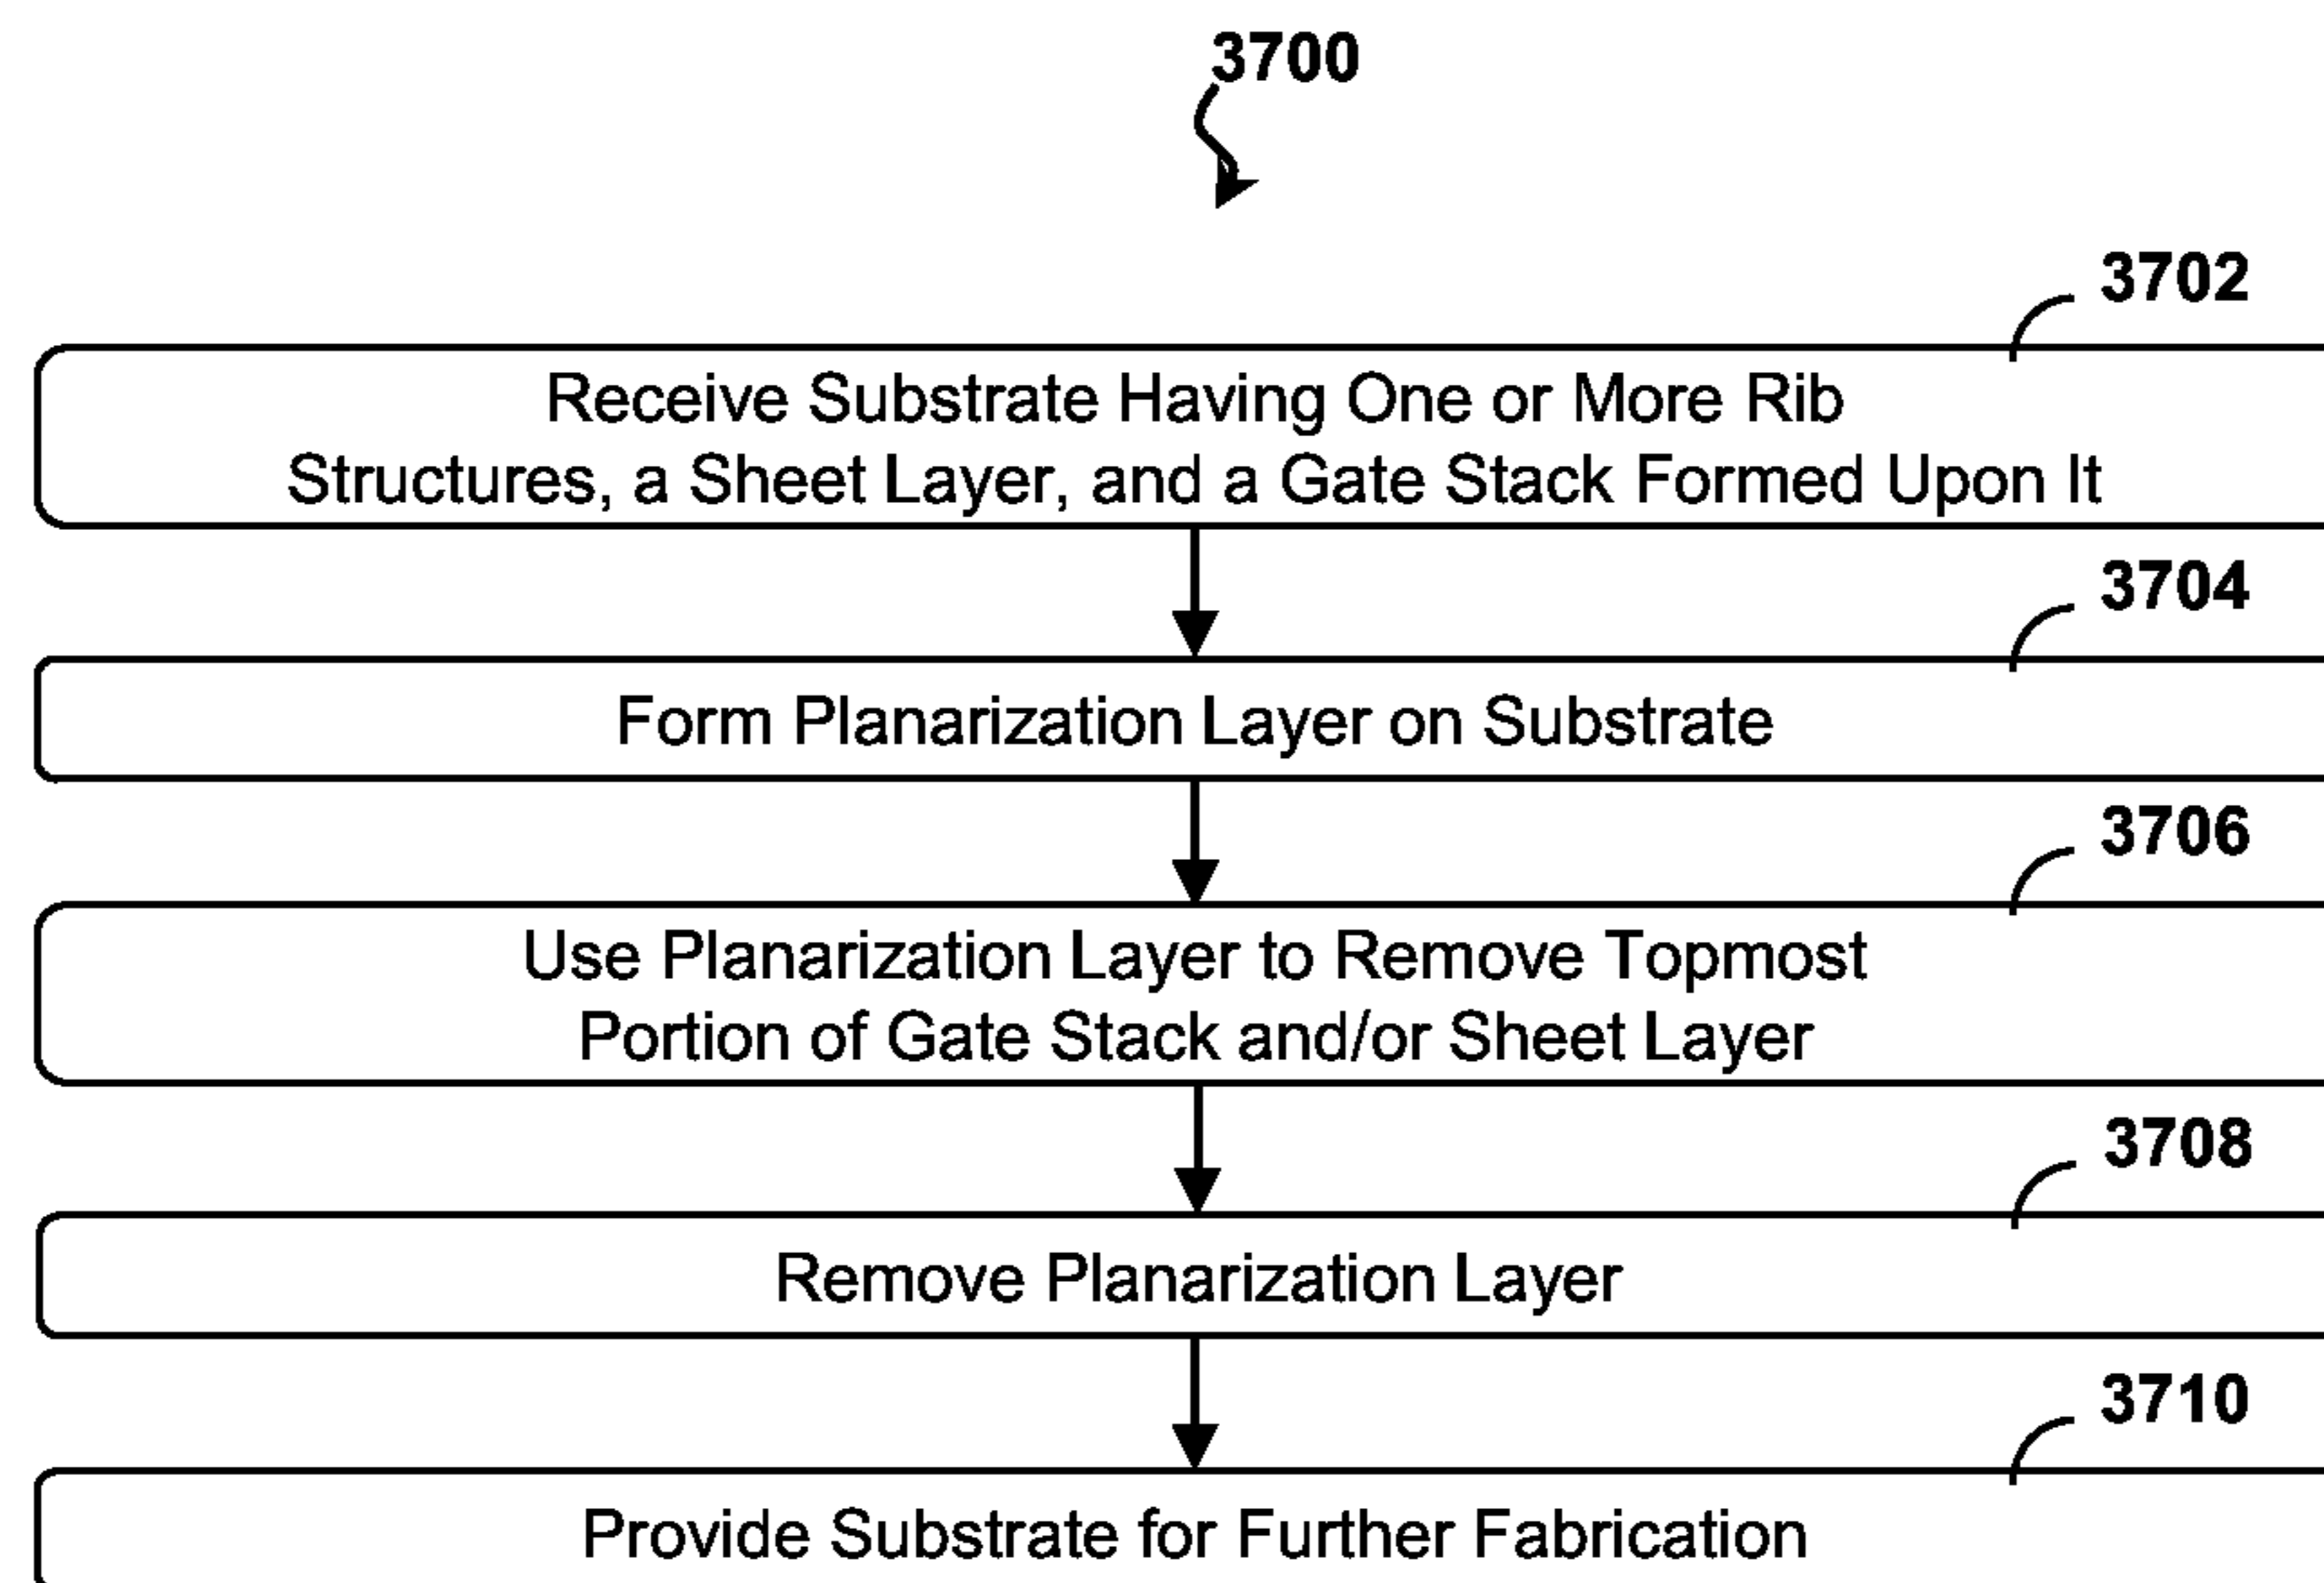 3700
3702
Receive Substrate Having One or More Rib
Structures, a Sheet Layer, and a Gate Stack Formed Upon It
3704
Form Planarization Layer on Substrate
3706
Use Planarization Layer to Remove Topmost
Portion of Gate Stack and/or Sheet Layer
3708
Remove Planarization Layer
3710
Provide Substrate for Further Fabrication